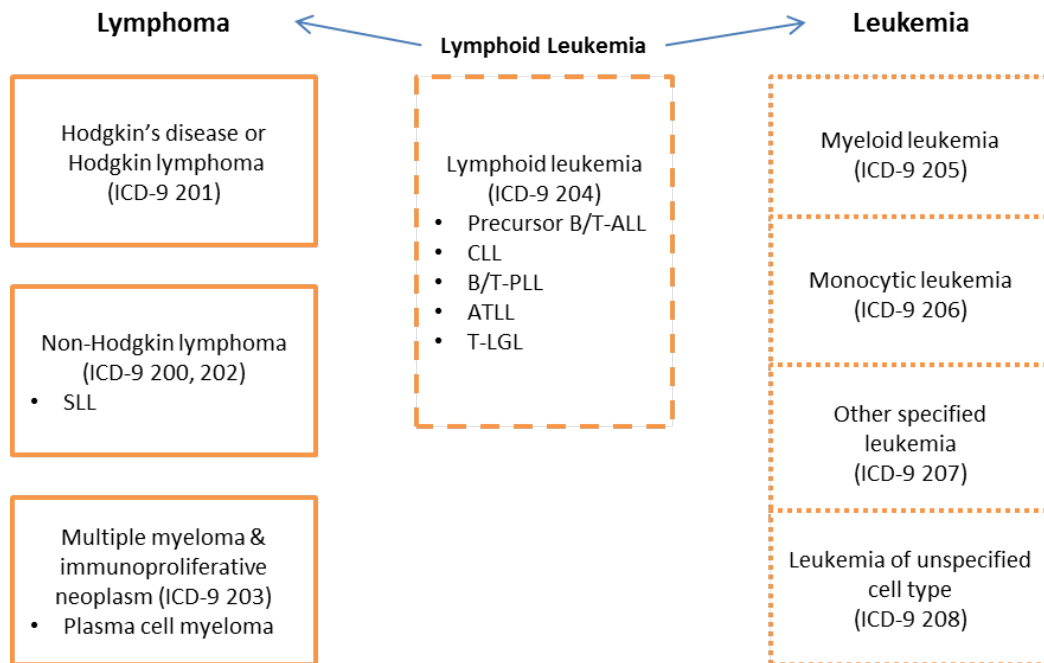 Lymphoma
Lymphoid Leukemia
Leukemia
Hodgkin's disease or
Hodgkin lymphoma
(ICD-9 201)
Non-Hodgkin lymphoma
(ICD-9 200, 202)
• SLL
Multiple myeloma &
immunoproliferative
neoplasm (ICD-9 203)
• Plasma cell myeloma
Lymphoid leukemia
(ICD-9 204)
• Precursor B/T-ALL
• CLL
• B/T-PLL
• ATLL
• T-LGL
Myeloid leukemia
(ICD-9 205)
Monocytic leukemia
(ICD-9 206)
Other specified
leukemia
(ICD-9 207)
Leukemia of unspecified
cell type
(ICD-9 208)